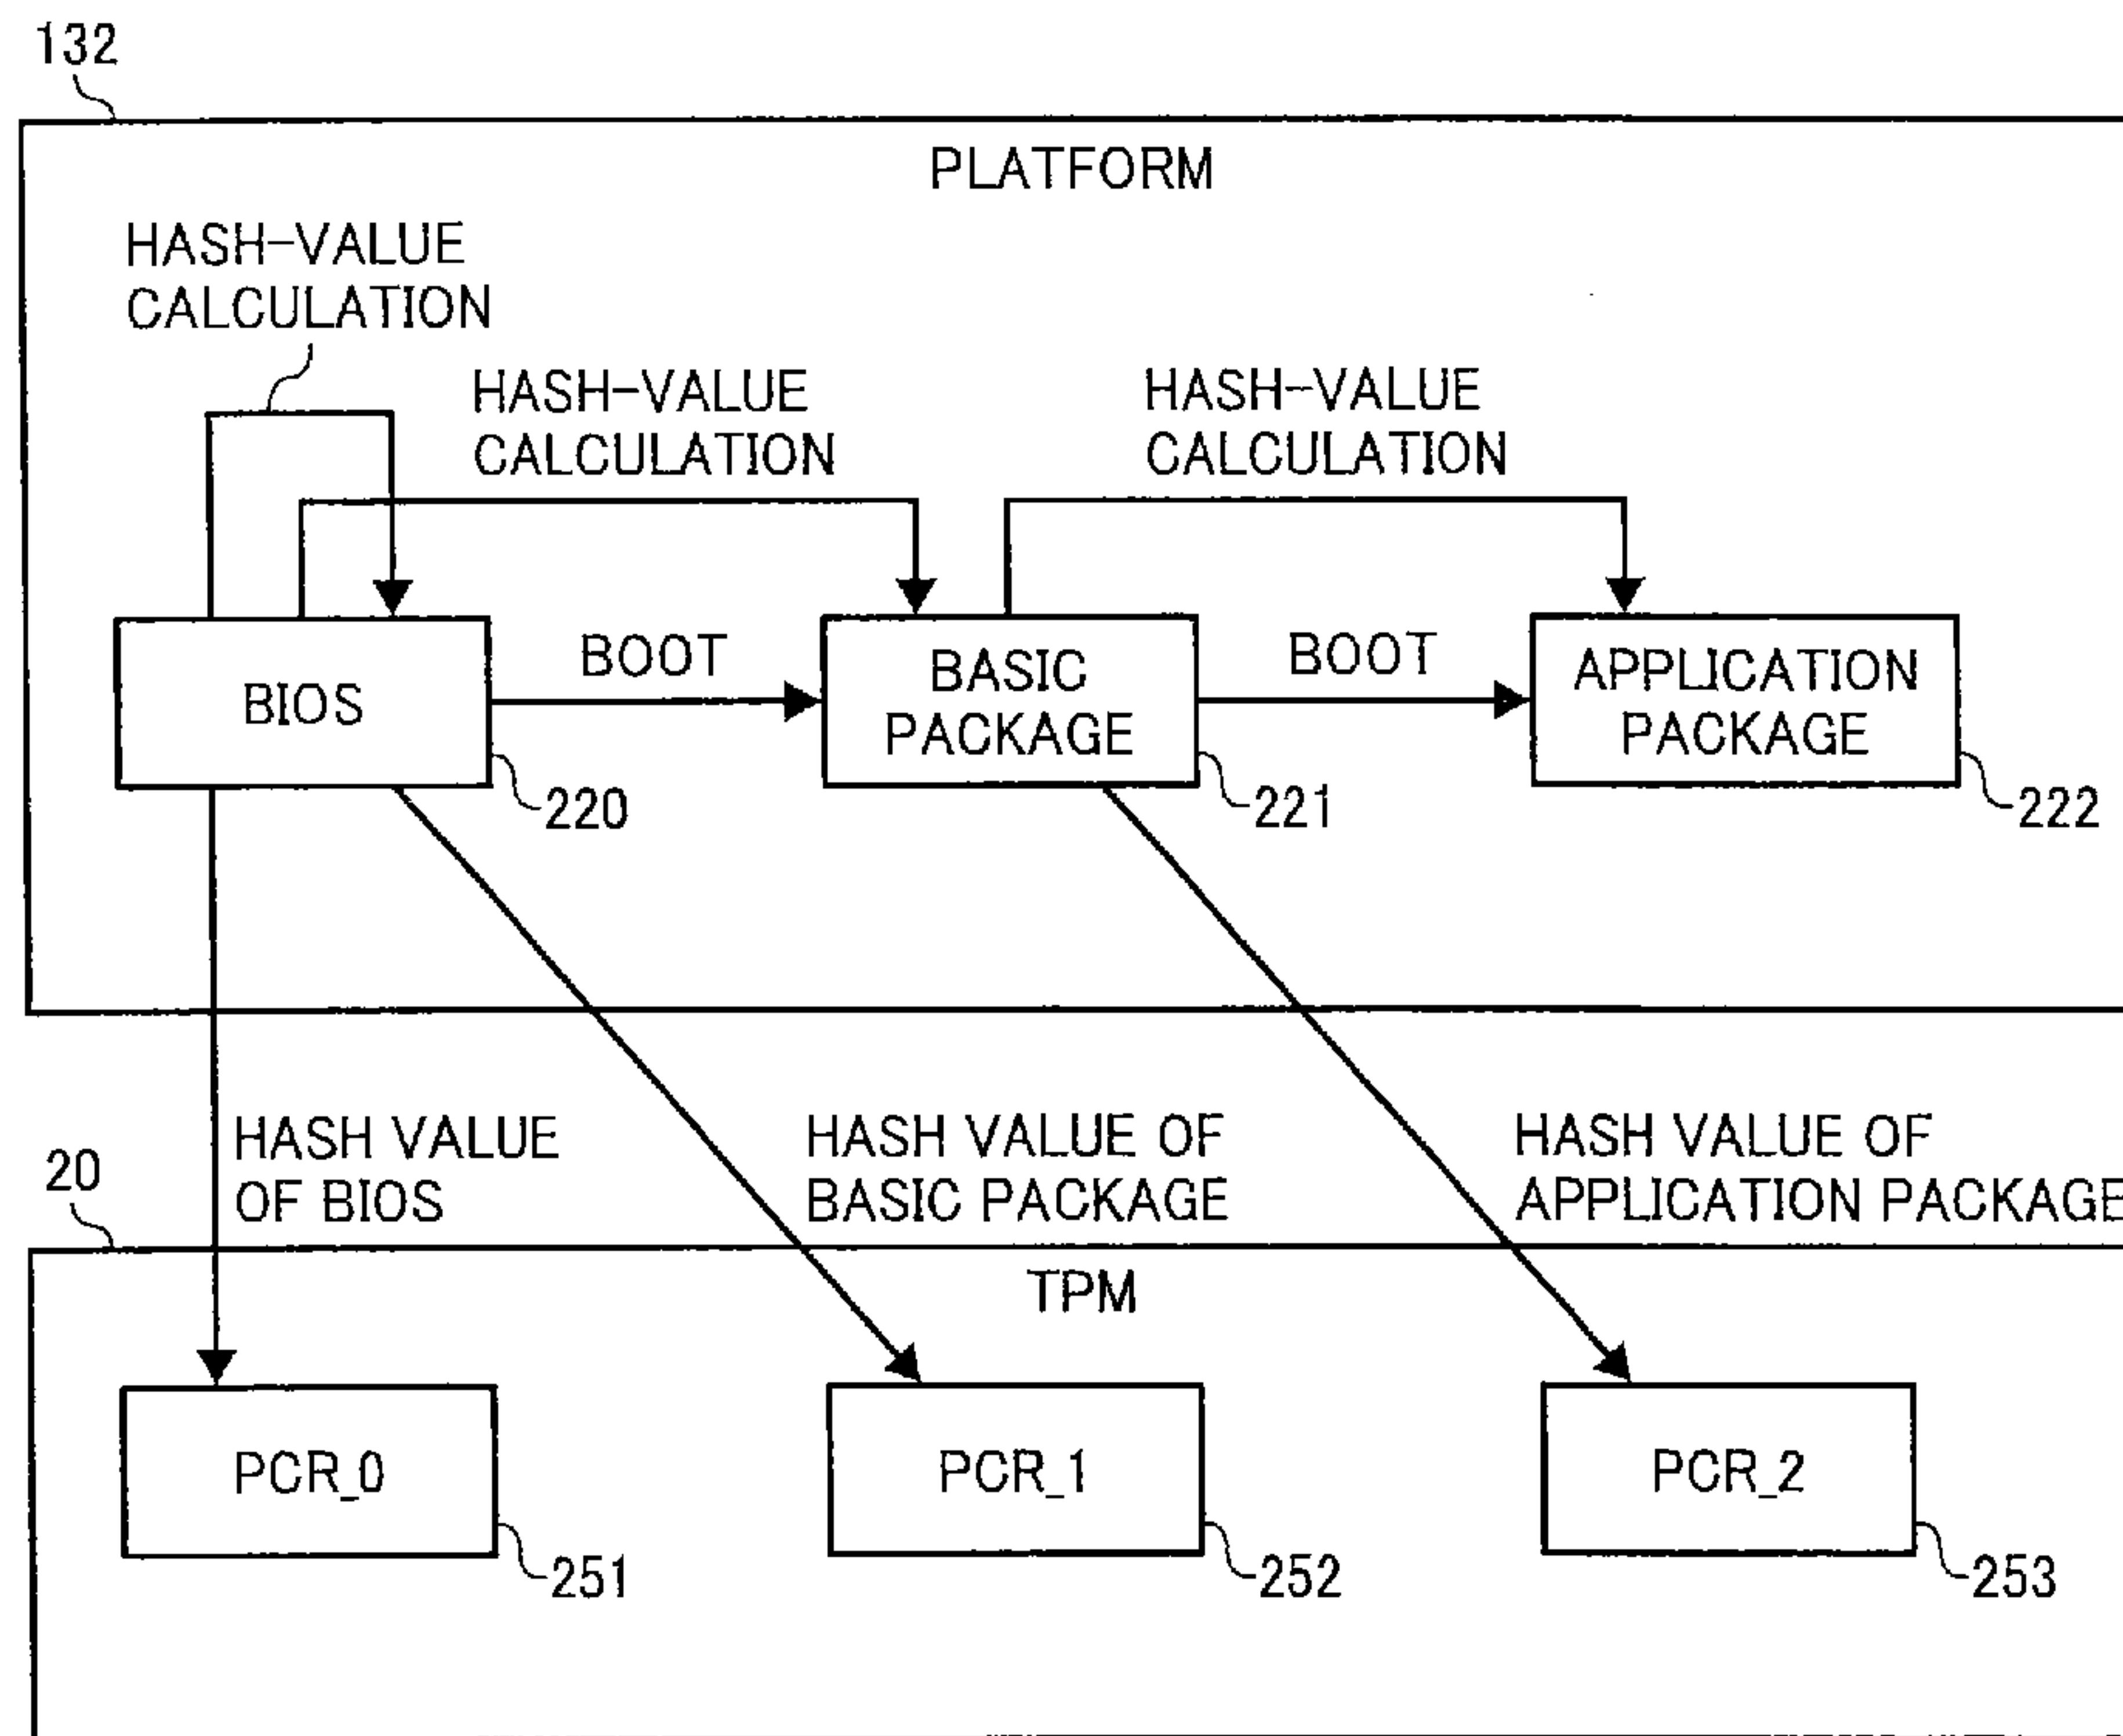 132
PLATFORM
HASH-VALUE
CALCULATION
HASH-VALUE
CALCULATION
HASH-VALUE
CALCULATION
BIOS
BOOT
BASIC
PACKAGE
BOOT
APPLICATION
PACKAGE
220
221
222
HASH VALUE
OF BIOS
HASH VALUE OF
BASIC PACKAGE
HASH VALUE OF
APPLICATION PACKAGE
20
TPM
PCR_0
PCR_1
PCR_2
251
252
253